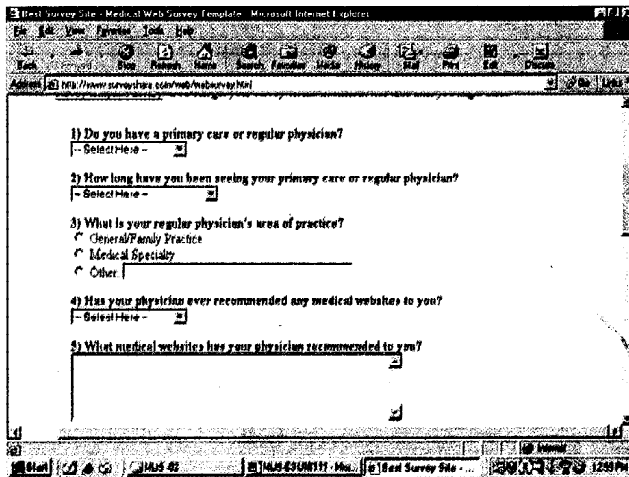 Best Survey Site - Medical Web Survey Template - Microsoft Internet Explorer
File Edit View Favorites Tools Help
Back Stop Refresh Home Search Favorites Media History Mail Print Edit Discuss
Address http://www.surveyshare.com/web/websurvey.html Go Links
1) Do you have a primary care or regular physician?
-- Select Here --
2) How long have you been seeing your primary care or regular physician?
-- Select Here --
3) What is your regular physician's area of practice?
General/Family Practice
Medical Specialty
Other:
4) Has your physician ever recommended any medical websites to you?
-- Select Here --
5) What medical websites has your physician recommended to you?
Internet
Start Best Survey Site - ... 12:59 PM